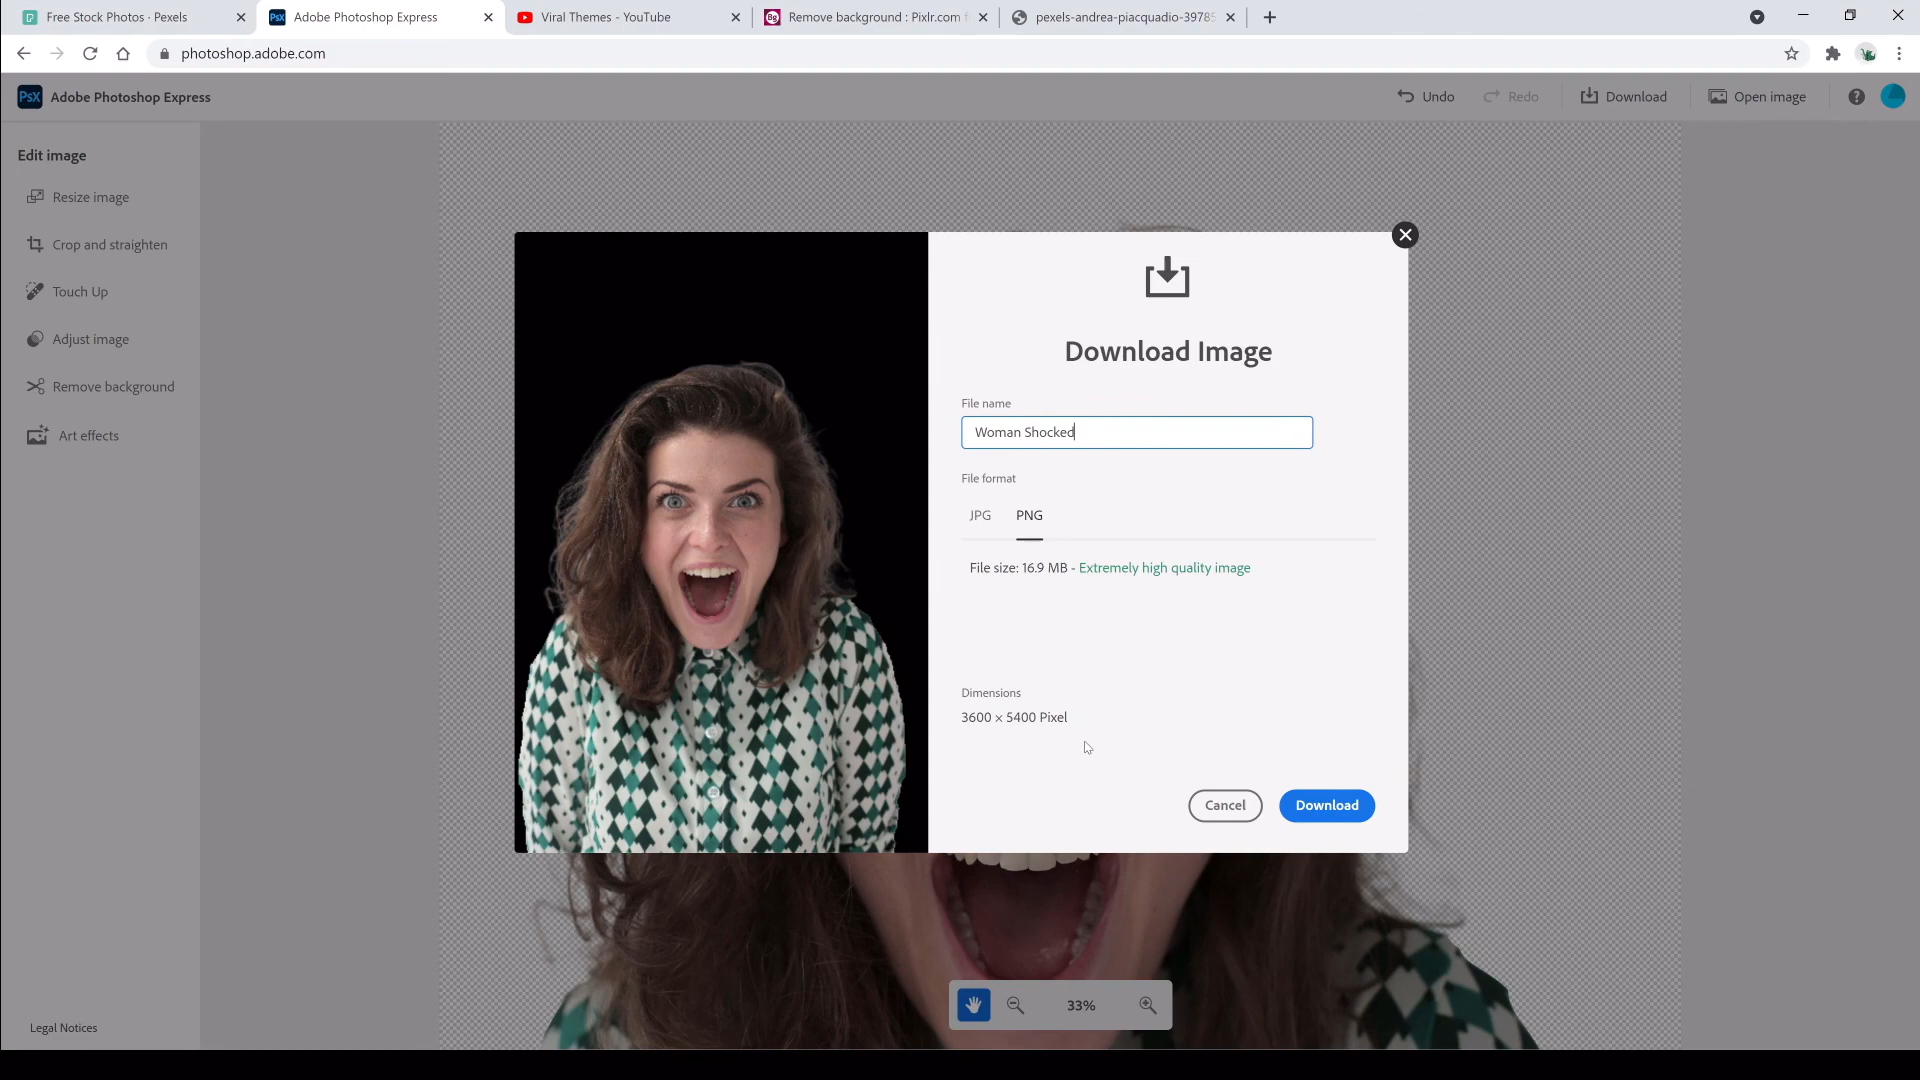 Free Stock Photos · Pexels
Adobe Photoshop Express
Viral Themes - YouTube
Bg
Remove background : Pixlr.com f
pexels-andrea-piacquadio-39785
photoshop.adobe.com
PsX Adobe Photoshop Express
Undo
Redo
Download
Open image
Edit image
Resize image
Crop and straighten
Touch Up
Adjust image
Remove background
Art effects
Download Image
File name
Woman Shocked
File format
JPG
PNG
File size: 16.9 MB - Extremely high quality image
Dimensions
3600 × 5400 Pixel
Cancel
Download
33%
Legal Notices